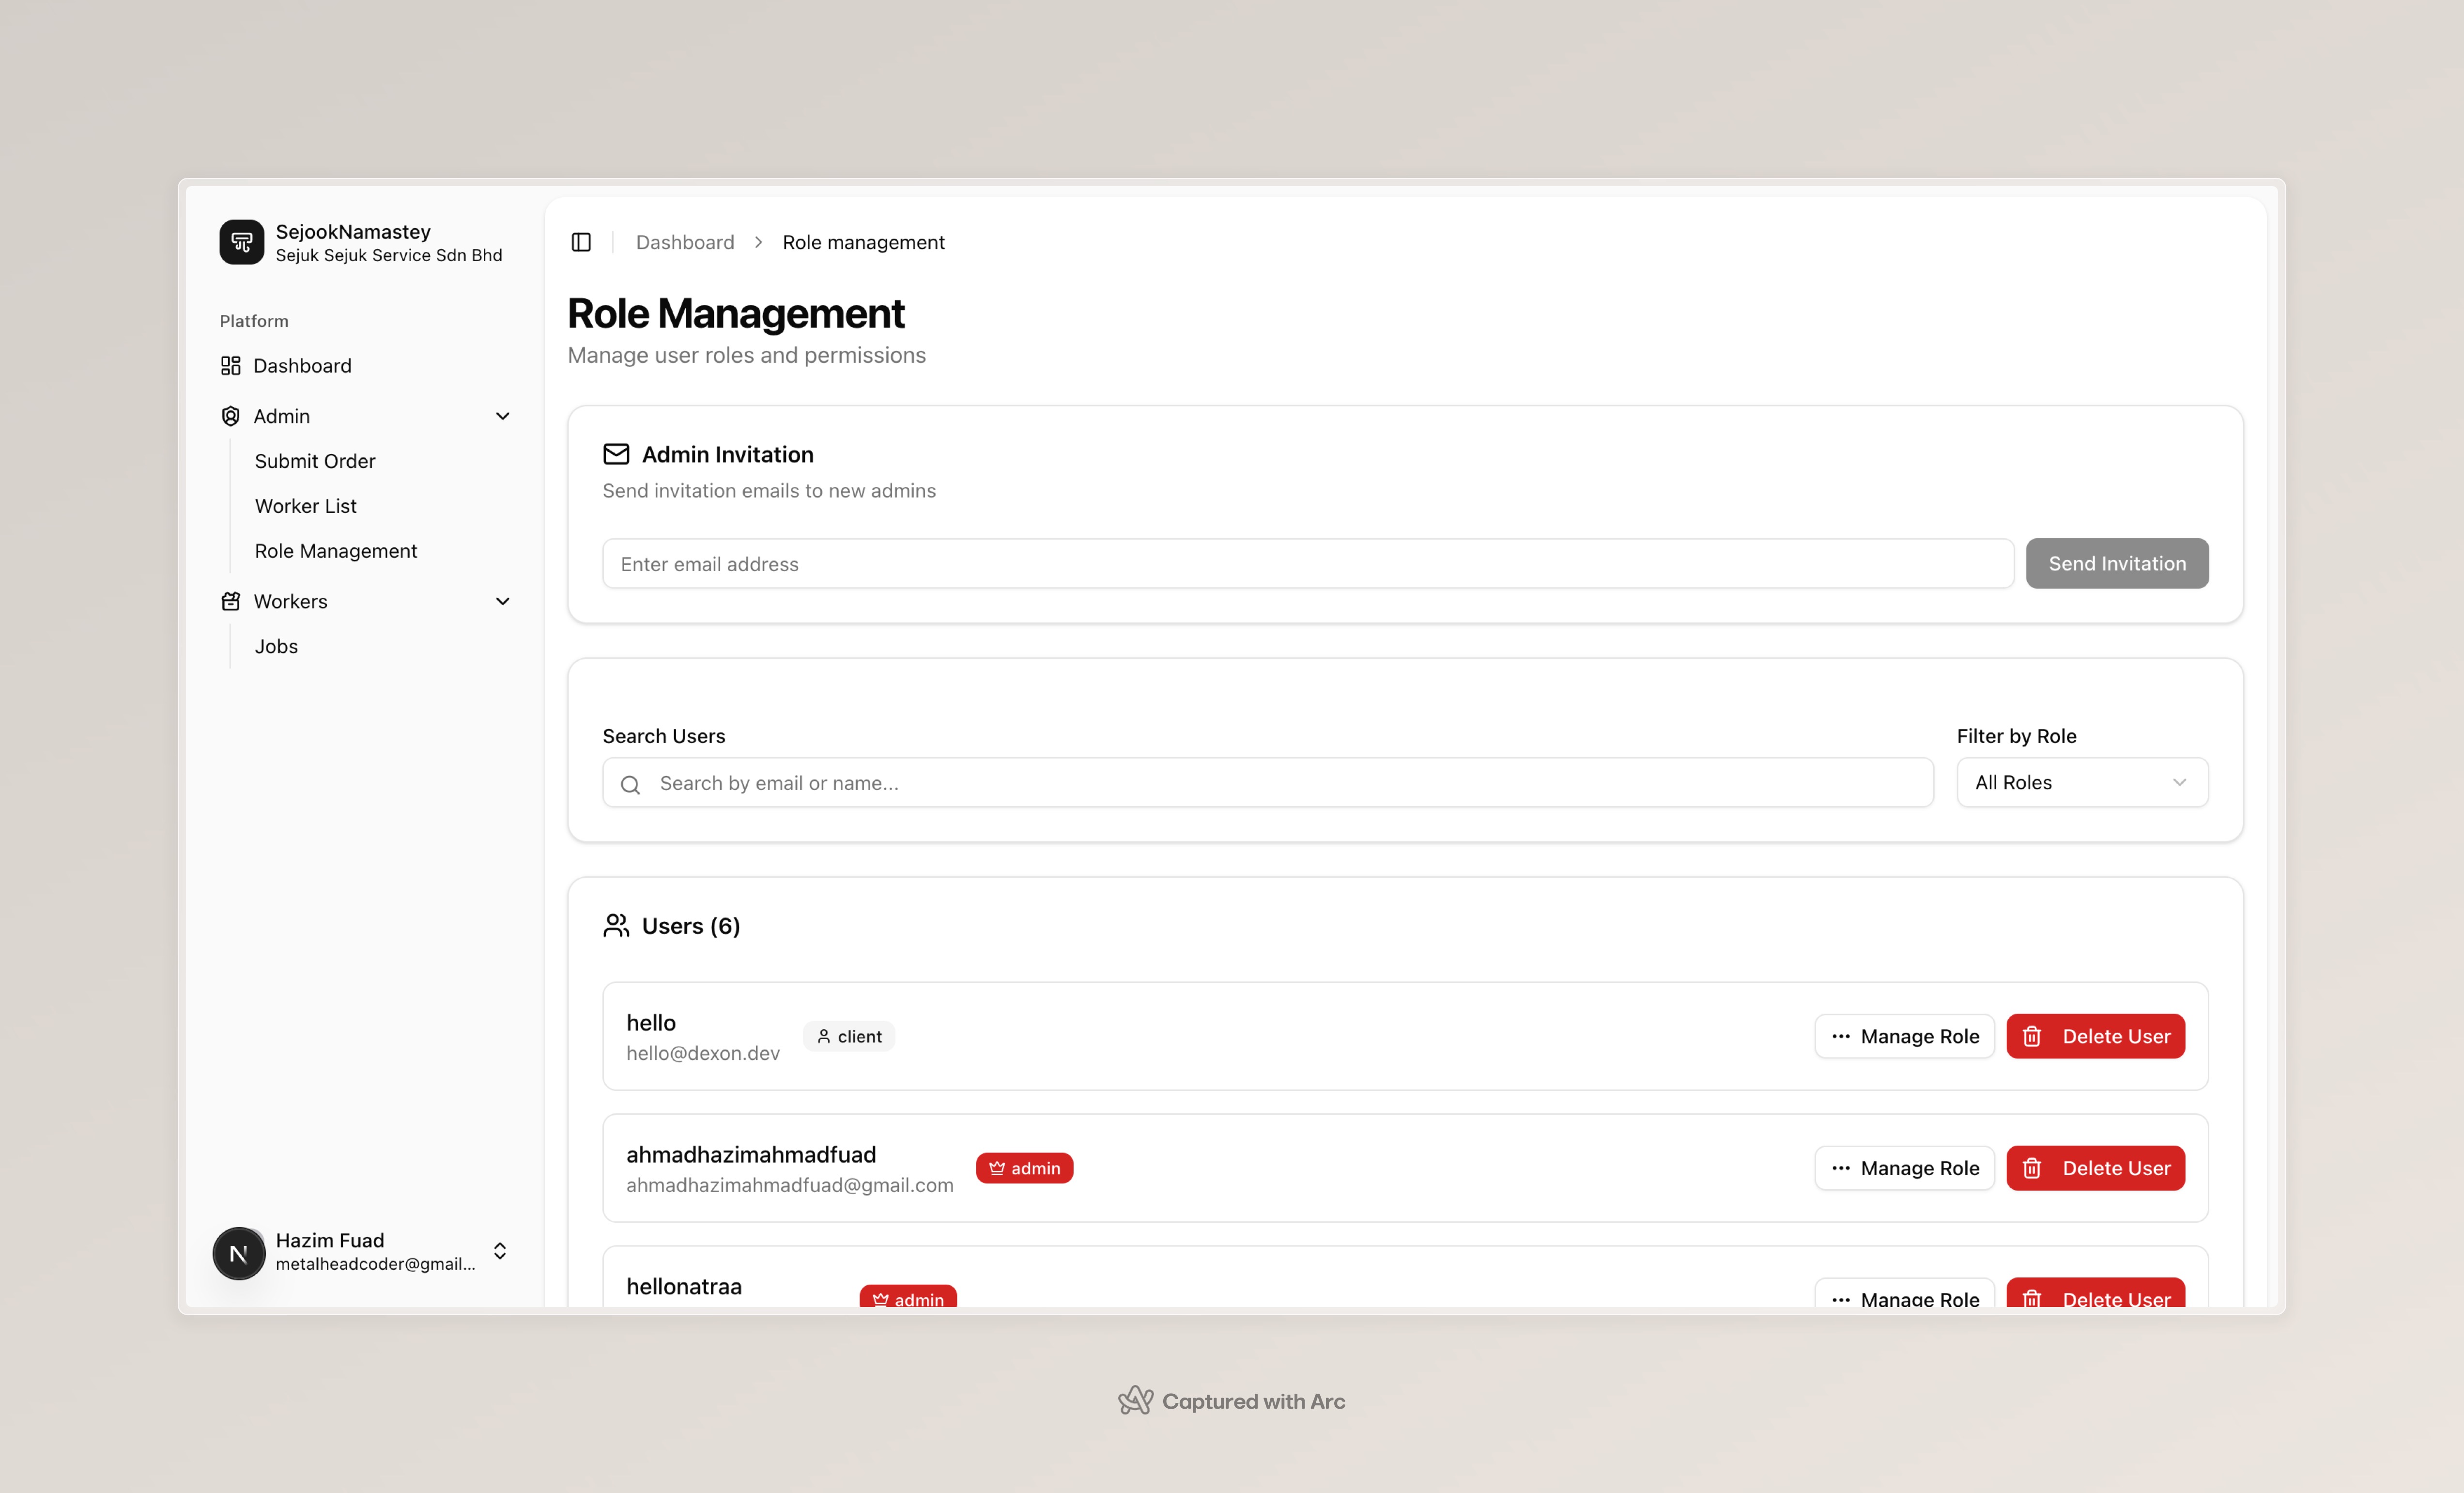 SejookNamastey
Sejuk Sejuk Service Sdn Bhd
Platform
Dashboard
Admin
Submit Order
Worker List
Role Management
Workers
Jobs
Hazim Fuad
metalheadcoder@gmail...
Dashboard > Role management
Role Management
Manage user roles and permissions
Admin Invitation
Send invitation emails to new admins
Enter email address
Send Invitation
Search Users
Filter by Role
Search by email or name...
All Roles
Users (6)
hello
hello@dexon.dev
client
Manage Role
Delete User
ahmadhazimahmadfuad
ahmadhazimahmadfuad@gmail.com
admin
Manage Role
Delete User
hellonatraa
admin
Manage Role
Delete User
Captured with Arc